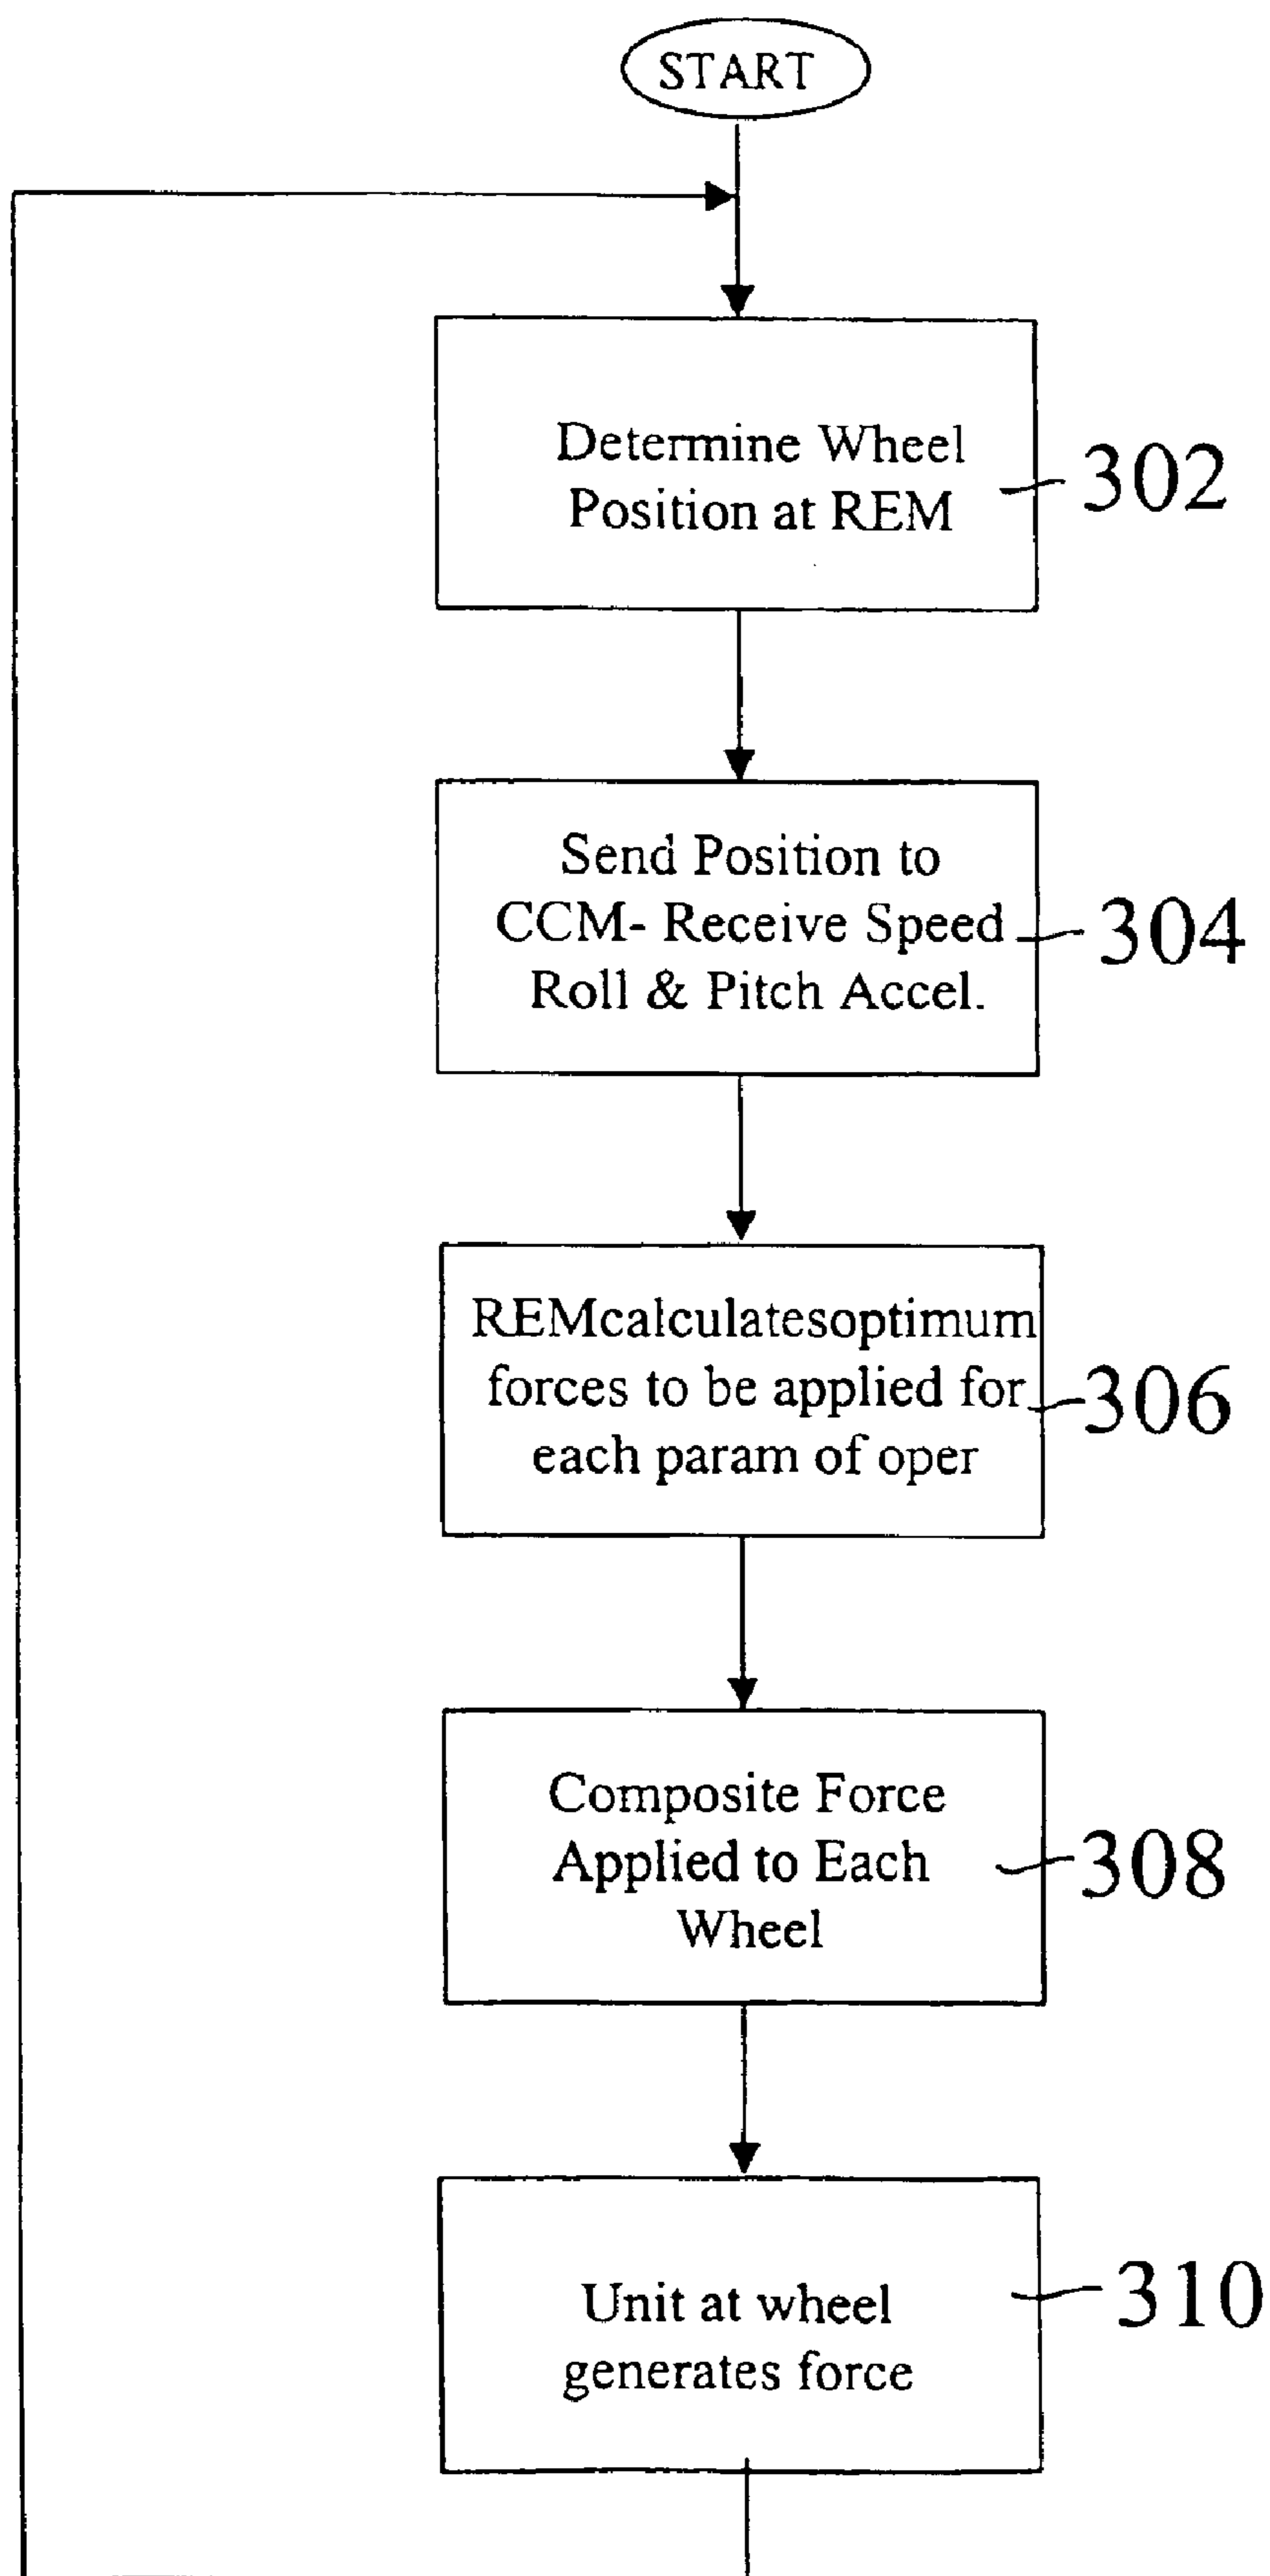 START
Determine Wheel
Position at REM
302
Send Position to
CCM- Receive Speed
Roll & Pitch Accel.
304
REMcalculatesoptimum
forces to be applied for
each param of oper
306
Composite Force
Applied to Each
Wheel
308
Unit at wheel
generates force
310